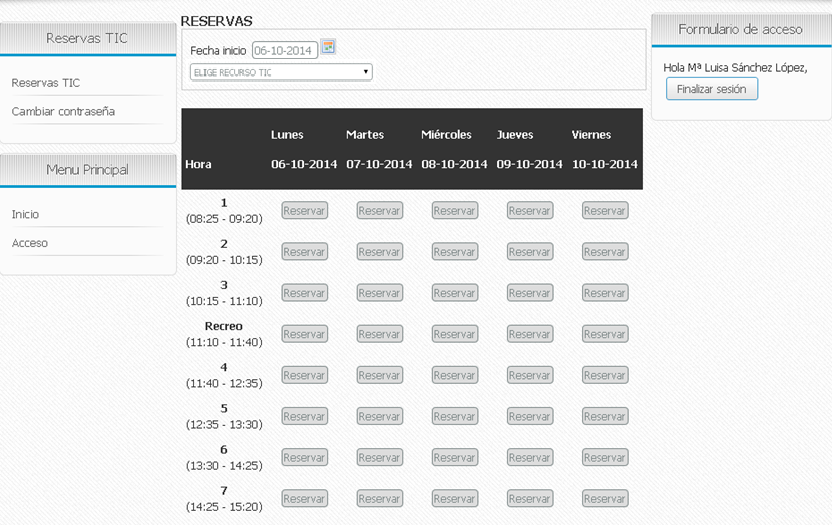 Reservas TIC
Reservas TIC
Cambiar contraseña
Menu Principal
Inicio
Acceso
RESERVAS
Fecha inicio 06-10-2014
ELIGE RECURSO TIC
Lunes Martes Miércoles Jueves Viernes
Hora 06-10-2014 07-10-2014 08-10-2014 09-10-2014 10-10-2014
1
(08:25 - 09:20) Reservar Reservar Reservar Reservar Reservar
2
(09:20 - 10:15) Reservar Reservar Reservar Reservar Reservar
3
(10:15 - 11:10) Reservar Reservar Reservar Reservar Reservar
Recreo
(11:10 - 11:40) Reservar Reservar Reservar Reservar Reservar
4
(11:40 - 12:35) Reservar Reservar Reservar Reservar Reservar
5
(12:35 - 13:30) Reservar Reservar Reservar Reservar Reservar
6
(13:30 - 14:25) Reservar Reservar Reservar Reservar Reservar
7
(14:25 - 15:20) Reservar Reservar Reservar Reservar Reservar
Formulario de acceso
Hola Mª Luisa Sánchez López,
Finalizar sesión